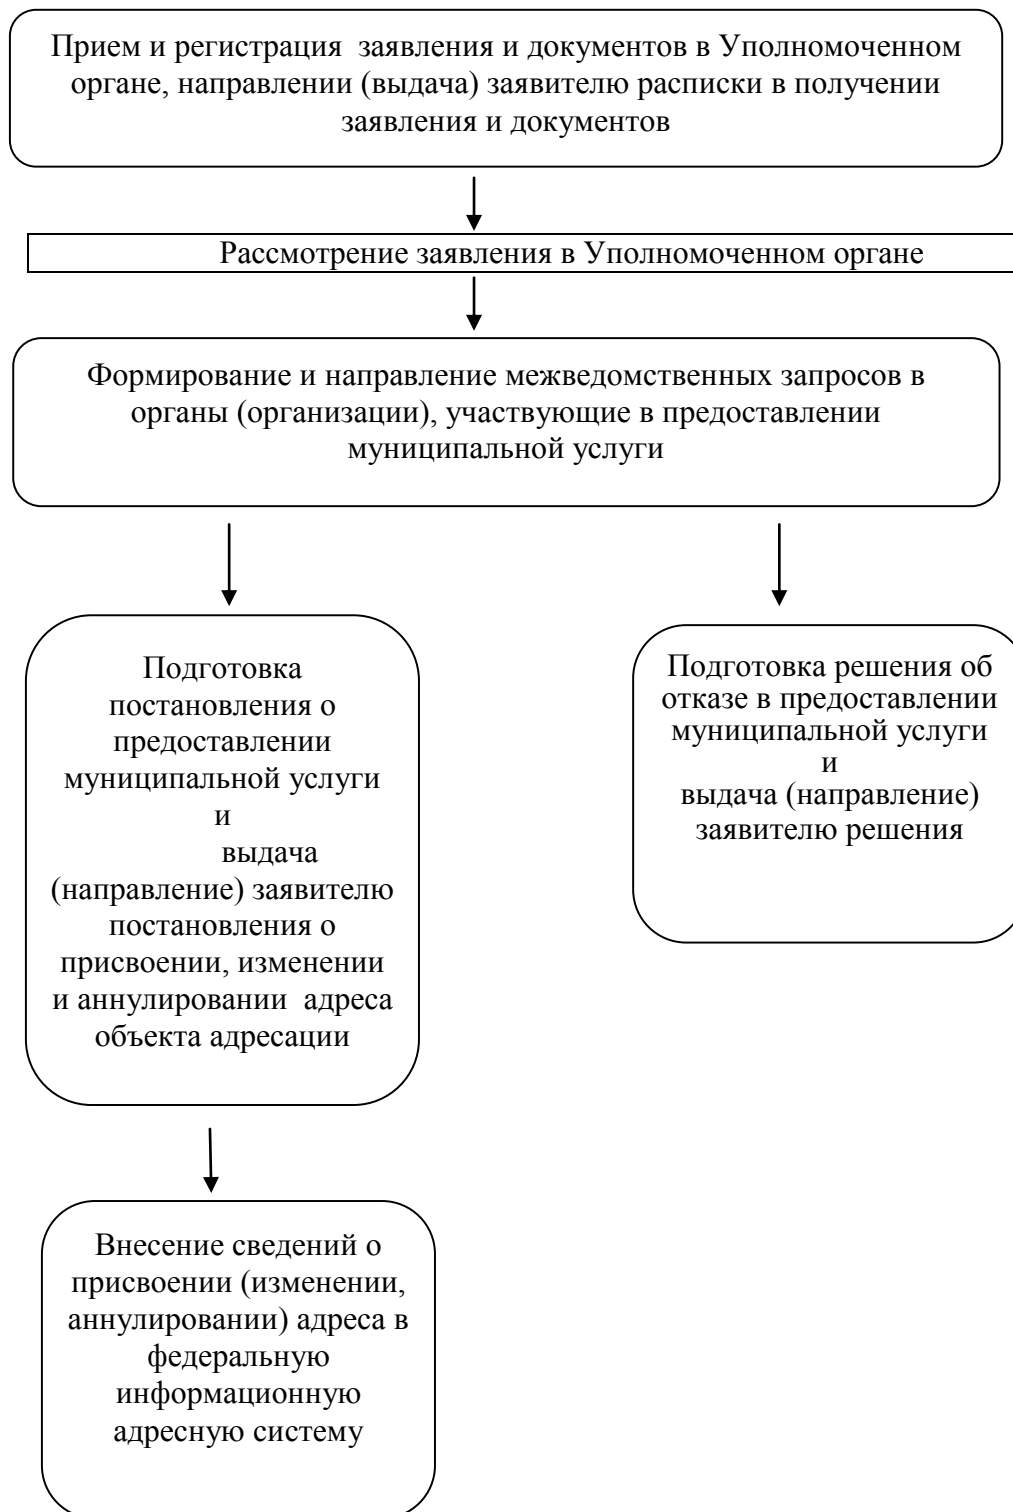 Прием и регистрация  заявления и документов в Уполномоченном
органе, направлении (выдача) заявителю расписки в получении
заявления и документов
Рассмотрение заявления в Уполномоченном органе
Формирование и направление межведомственных запросов в
органы (организации), участвующие в предоставлении
муниципальной услуги
Подготовка
постановления о
предоставлении
муниципальной услуги
и
выдача
(направление) заявителю
постановления о
присвоении, изменении
и аннулировании  адреса
объекта адресации
Подготовка решения об
отказе в предоставлении
муниципальной услуги
и
выдача (направление)
заявителю решения
Внесение сведений о
присвоении (изменении,
аннулировании) адреса в
федеральную
информационную
адресную систему